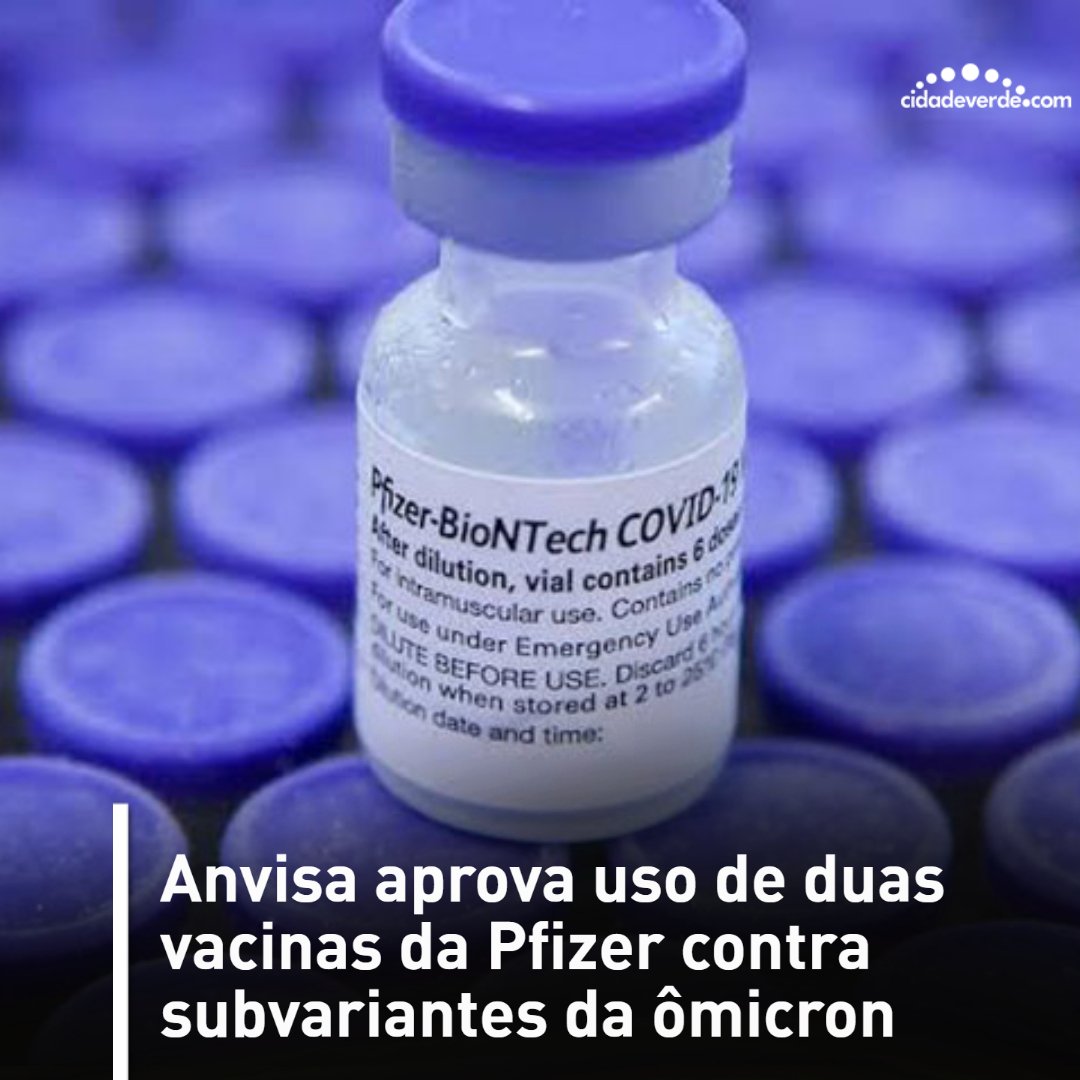 cidadeverde.com
Pfizer-BioNTech COVID-19
After dilution, vial contains 6
For intramuscular use. Contains no
For use under Emergency Use
DILUTE BEFORE USE. Discard 6
dilution when stored at 2 to
date and time:
Anvisa aprova uso de duas
vacinas da Pfizer contra
subvariantes da ômicron